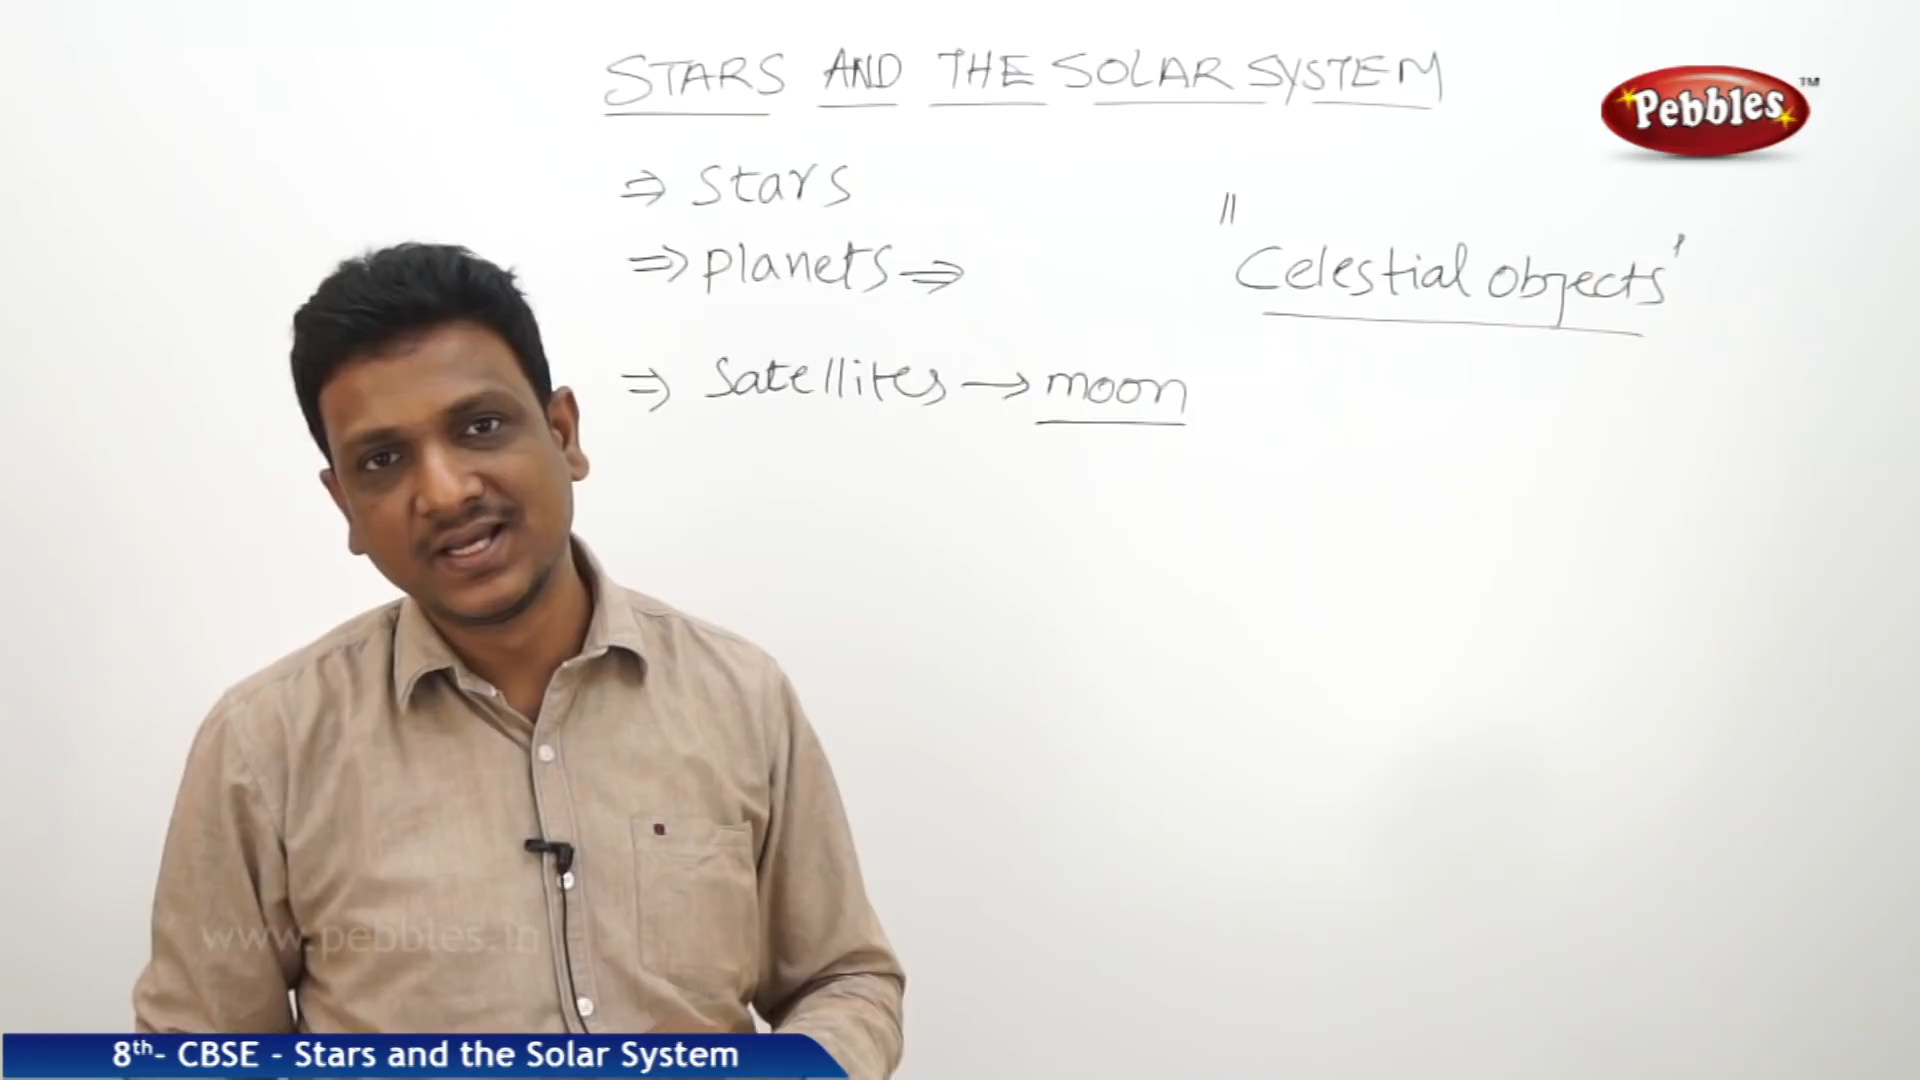 STARS AND THE SOLAR SYSTEM
Pebbles™
⇒ Stars
⇒ Planets ⇒
"Celestial Objects'
⇒ Satellites → moon
www.pebbles.in
8th- CBSE - Stars and the Solar System